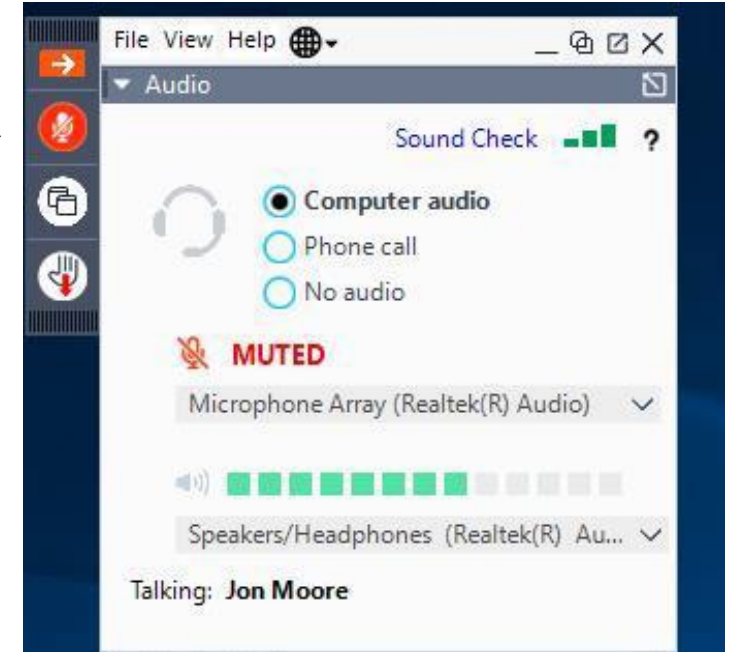 File View Help
Audio
Sound Check ?
Computer audio
Phone call
No audio
MUTED
Microphone Array (Realtek(R) Audio)
Speakers/Headphones (Realtek(R) Au...
Talking: Jon Moore